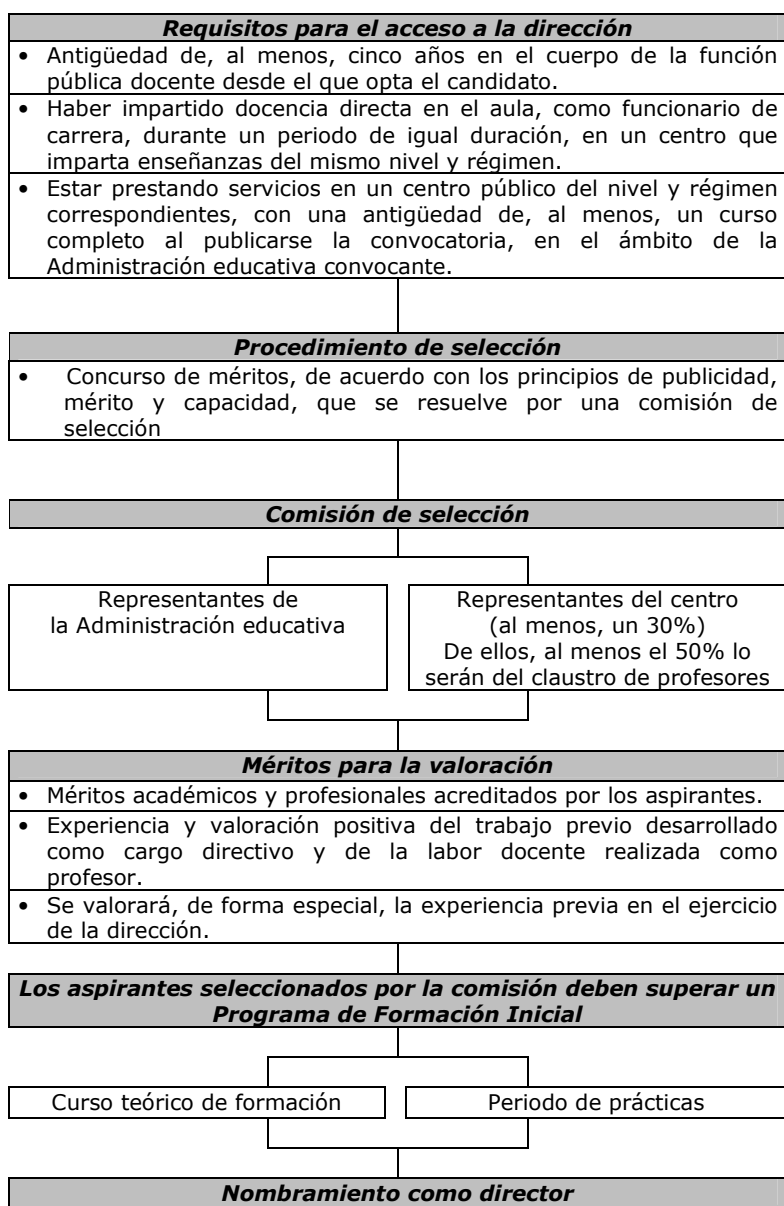 Requisitos para el acceso a la dirección
• Antigüedad de, al menos, cinco años en el cuerpo de la función
pública docente desde el que opta el candidato.
• Haber impartido docencia directa en el aula, como funcionario de
carrera, durante un periodo de igual duración, en un centro que
imparta enseñanzas del mismo nivel y régimen.
• Estar prestando servicios en un centro público del nivel y régimen
correspondientes, con una antigüedad de, al menos, un curso
completo al publicarse la convocatoria, en el ámbito de la
Administración educativa convocante.
Procedimiento de selección
• Concurso de méritos, de acuerdo con los principios de publicidad,
mérito y capacidad, que se resuelve por una comisión de
selección
Comisión de selección
Representantes de
la Administración educativa
Representantes del centro
(al menos, un 30%)
De ellos, al menos el 50% lo
serán del claustro de profesores
Méritos para la valoración
• Méritos académicos y profesionales acreditados por los aspirantes.
• Experiencia y valoración positiva del trabajo previo desarrollado
como cargo directivo y de la labor docente realizada como
profesor.
• Se valorará, de forma especial, la experiencia previa en el ejercicio
de la dirección.
Los aspirantes seleccionados por la comisión deben superar un
Programa de Formación Inicial
Curso teórico de formación
Periodo de prácticas
Nombramiento como director